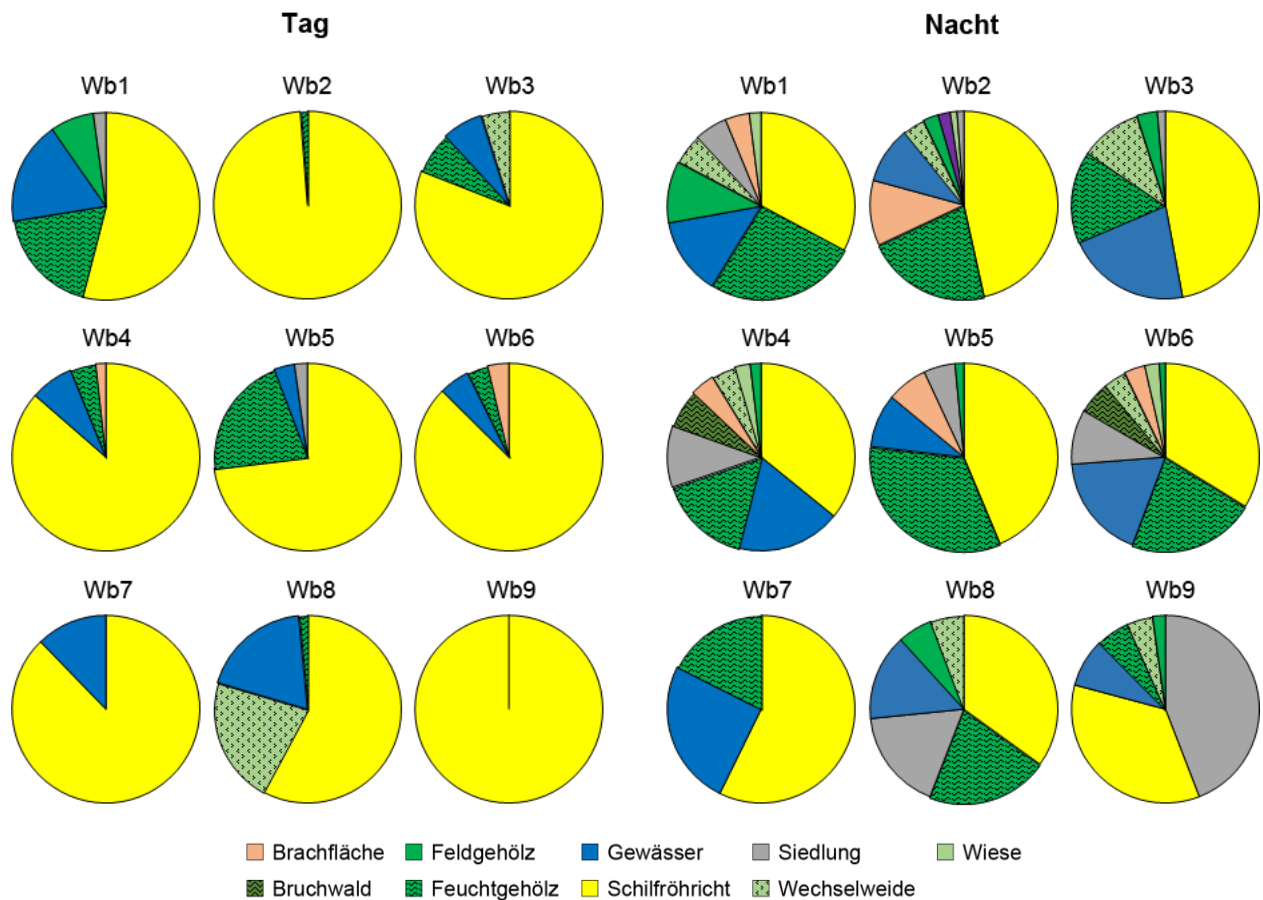 Tag
Nacht
Wb1
Wb2
Wb3
Wb1
Wb2
Wb3
Wb4
Wb5
Wb6
Wb4
Wb5
Wb6
Wb7
Wb8
Wb9
Wb7
Wb8
Wb9
Brachfläche
Feldgehölz
Gewässer
Siedlung
Wiese
Bruchwald
Feuchtgehölz
Schilfröhricht
Wechselweide